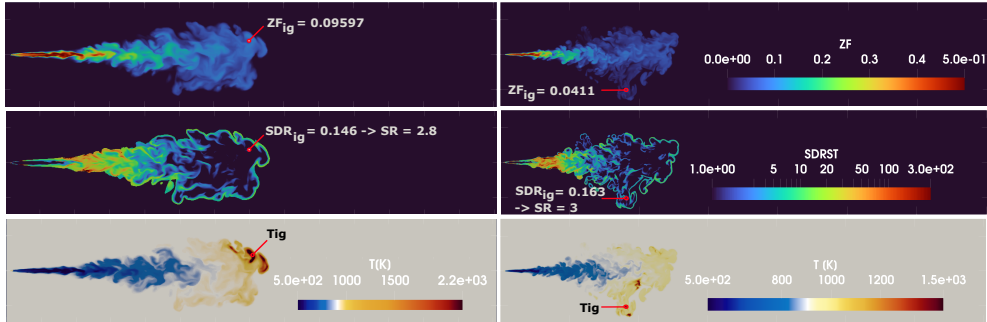 ZFig = 0.09597
ZF
0.0e+00 0.1 0.2 0.3 0.4 5.0e-01
ZFig = 0.0411
SDRig = 0.146 -> SR = 2.8
SDRST
1.0e+00 5 10 20 50 100 3.0e+02
SDRig = 0.163
-> SR = 3
Tig
T(K)
5.0e+02 1000 1500 2.2e+03
T (K)
5.0e+02 800 1000 1200 1.5e+03
Tig